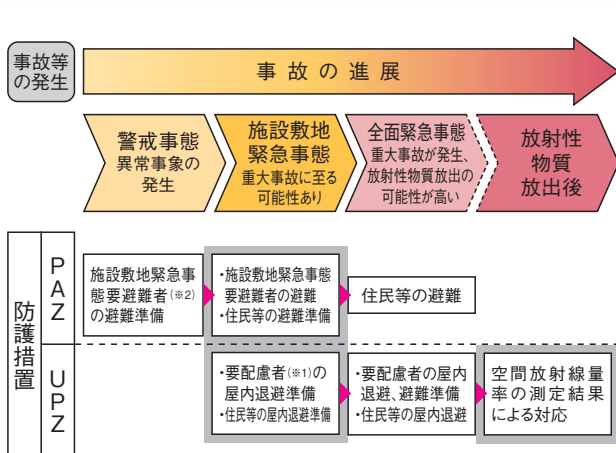 事故等
の発生
事故の進展
警戒事態
異常事象の
発生
施設敷地
緊急事態
重大事故に至る
可能性あり
全面緊急事態
重大事故が発生、
放射性物質放出の
可能性が高い
放射性
物質
放出後
防護措置
PAZ
施設敷地緊急事
態要避難者(※2)
の避難準備
・施設敷地緊急事態
要避難者の避難
・住民等の避難準備
住民等の避難
UPZ
・要配慮者(※1)の
屋内退避準備
・住民等の屋内退避準備
・要配慮者の屋内
退避、避難準備
・住民等の屋内退避
空間放射線量
率の測定結果
による対応